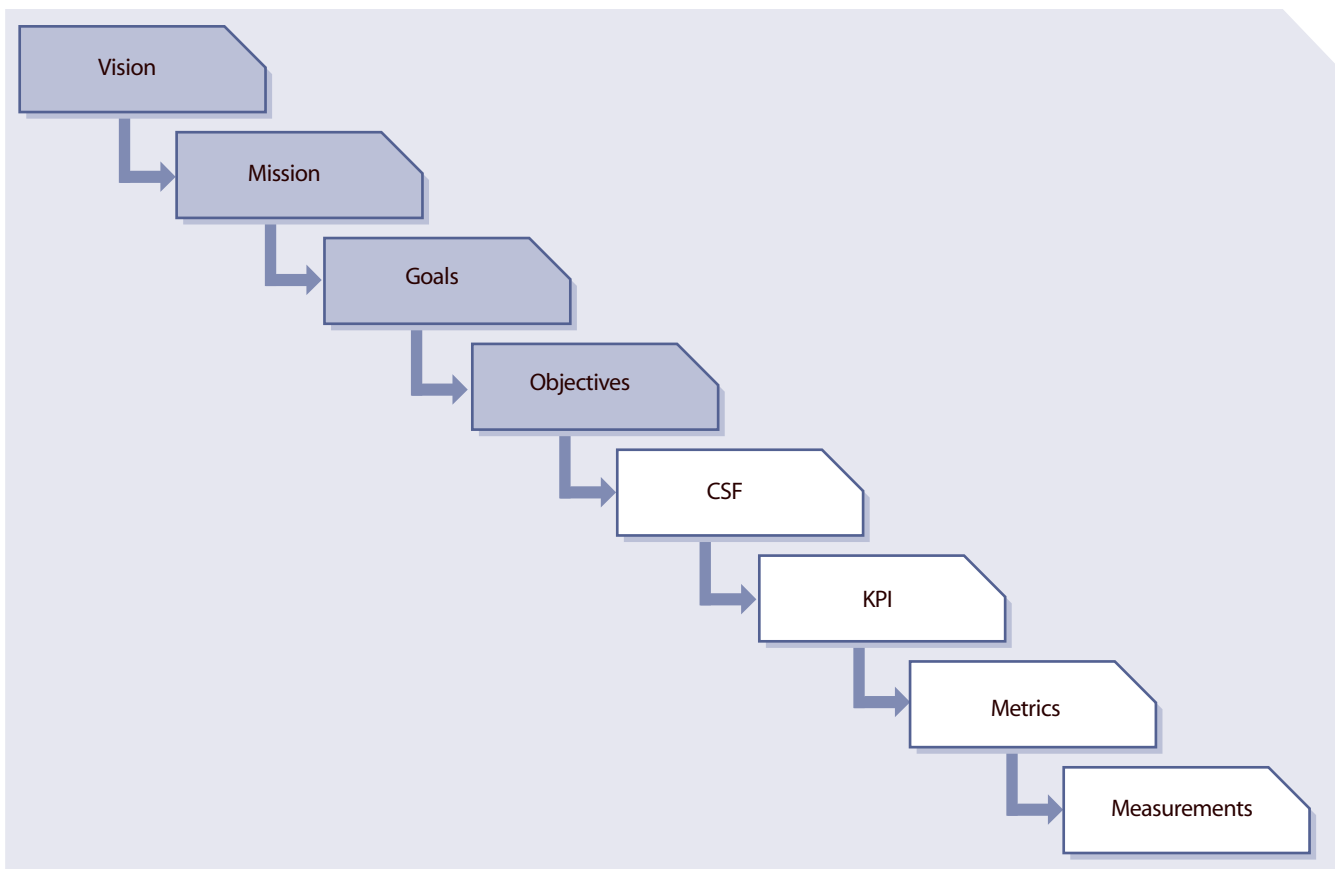 Vision
Mission
Goals
Objectives
CSF
KPI
Metrics
Measurements